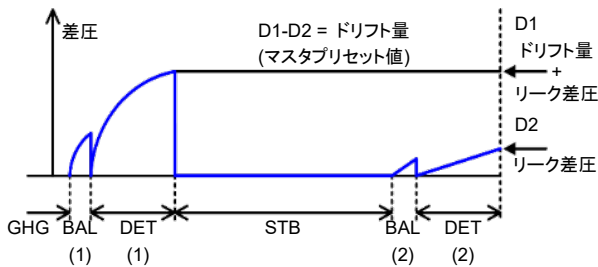 差圧
D1-D2 = ドリフト量
(マスタプリセット値)
D1
ドリフト量
+
リーク差圧
D2
リーク差圧
GHG BAL DET STB BAL DET
(1) (1) (2) (2)